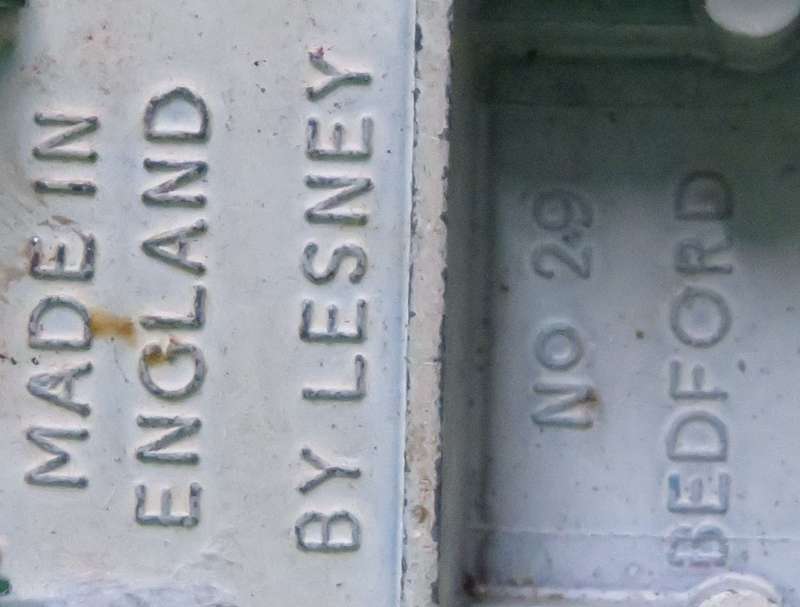 MADE IN
ENGLAND
BY LESNEY
No 29
BEDFORD